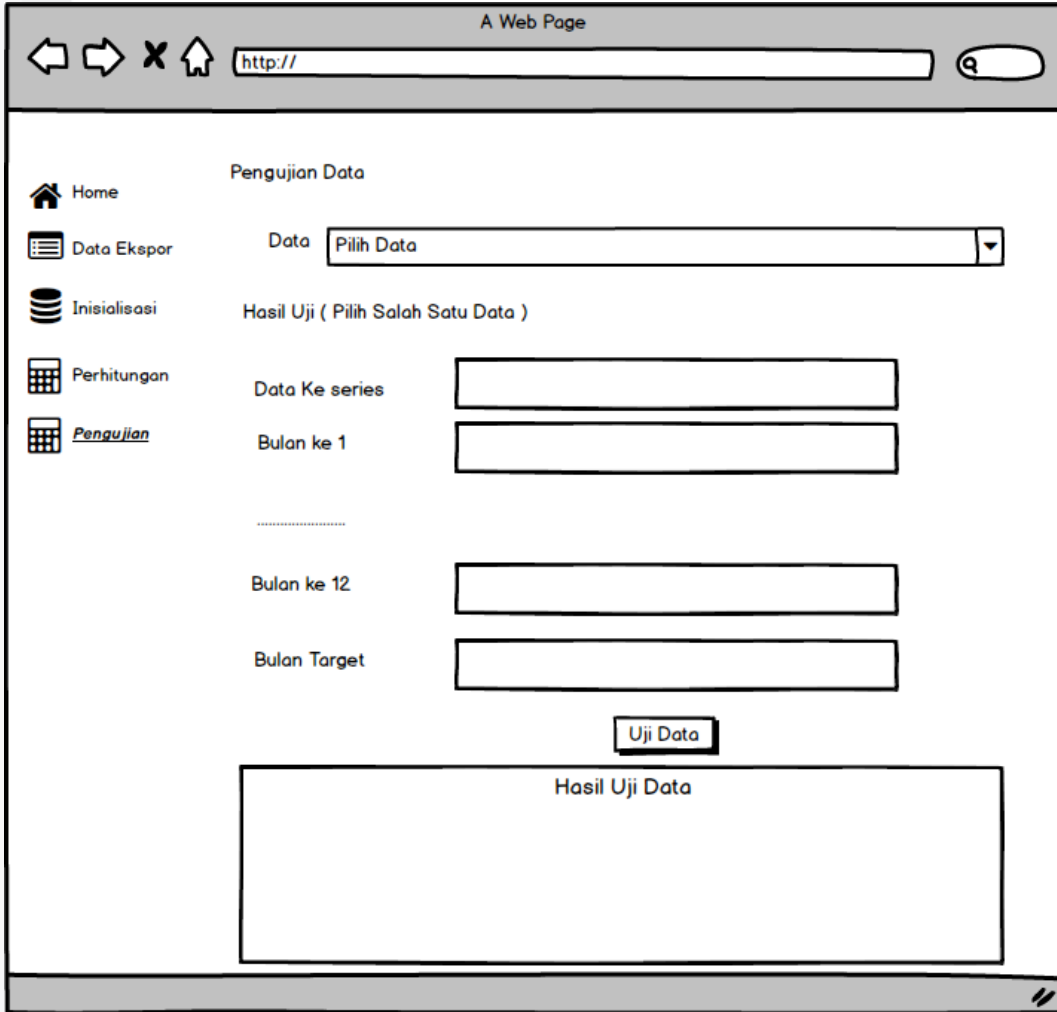 A Web Page
http://
Home
Data Ekspor
Inisialisasi
Perhitungan
Pengujian
Pengujian Data
Data Pilih Data
Hasil Uji ( Pilih Salah Satu Data )
Data Ke series
Bulan ke 1
........................
Bulan ke 12
Bulan Target
Uji Data
Hasil Uji Data